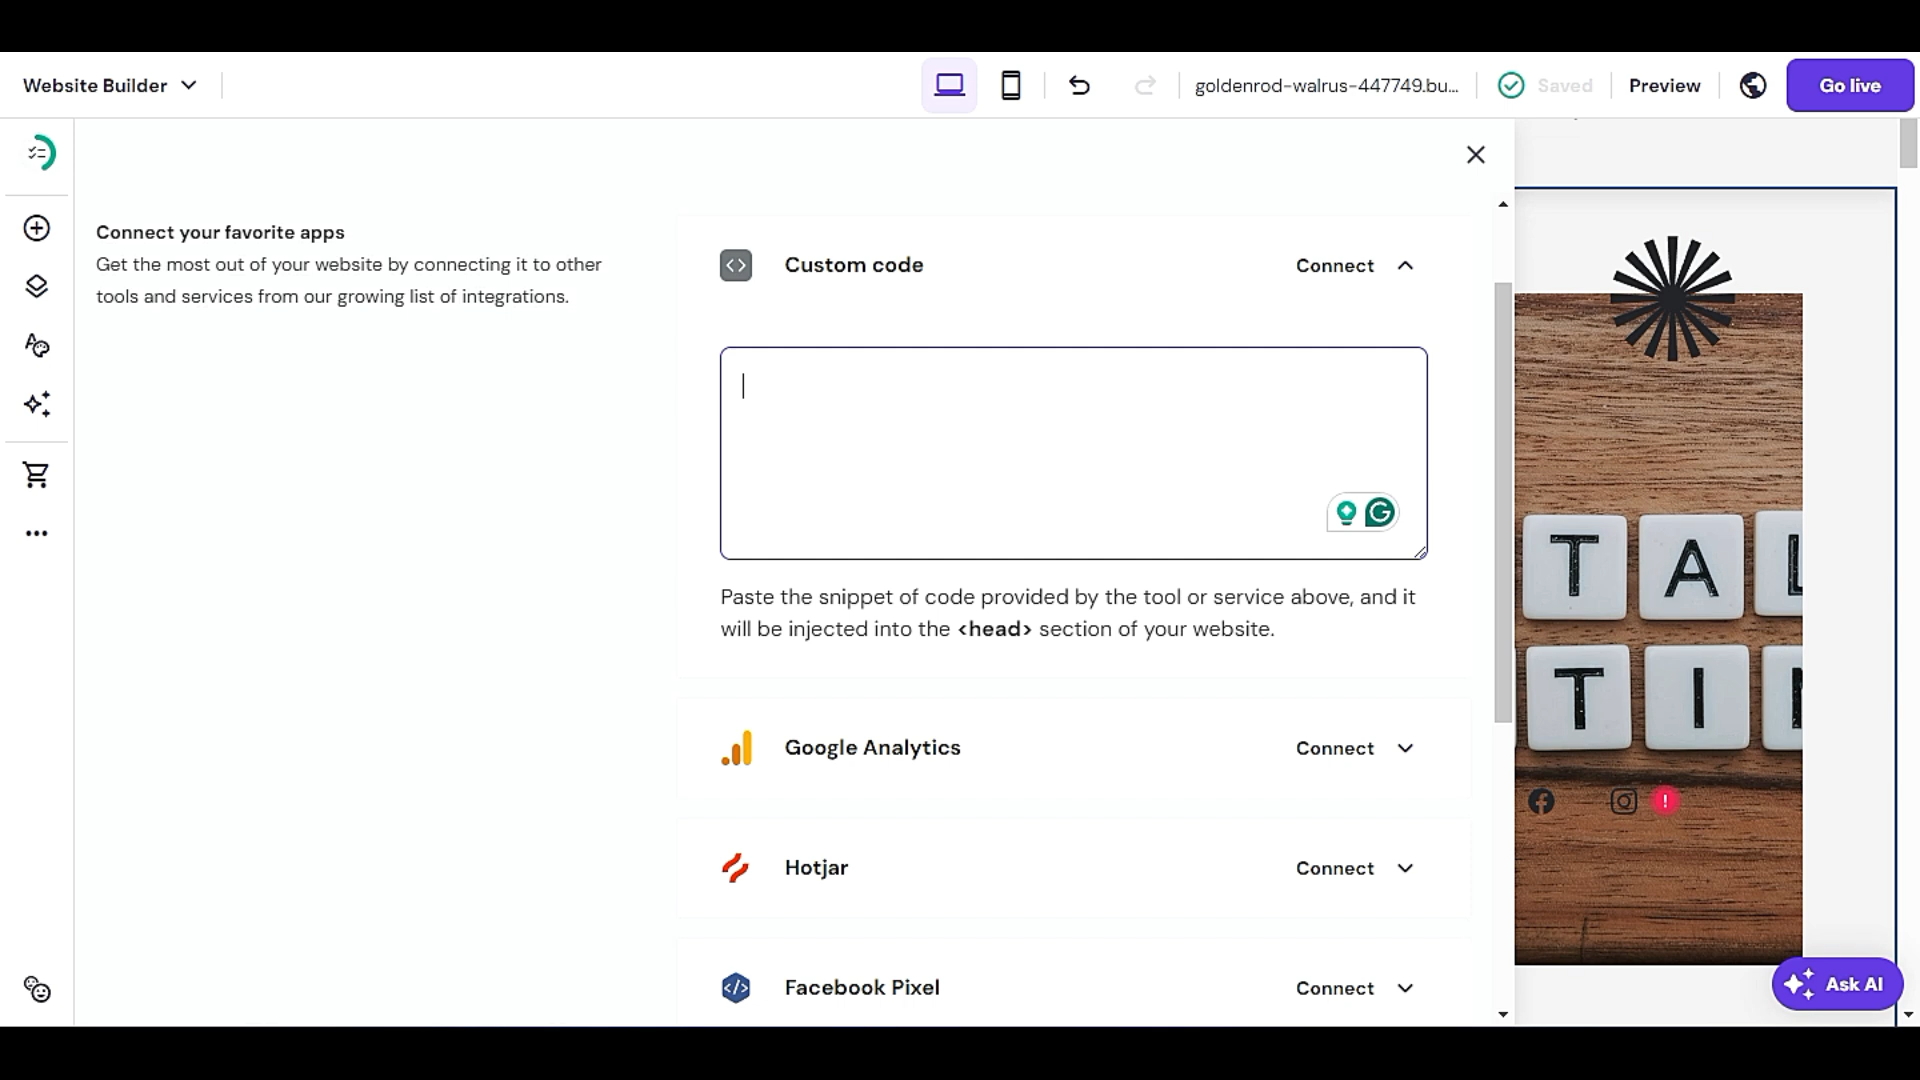 Website Builder
goldenrod-walrus-447749.bu...
Saved
Preview
Go live
Connect your favorite apps
Get the most out of your website by connecting it to other
tools and services from our growing list of integrations.
Custom code
Connect
Paste the snippet of code provided by the tool or service above, and it
will be injected into the <head> section of your website.
Google Analytics
Connect
Hotjar
Connect
Facebook Pixel
Connect
T A L
T I
Ask AI